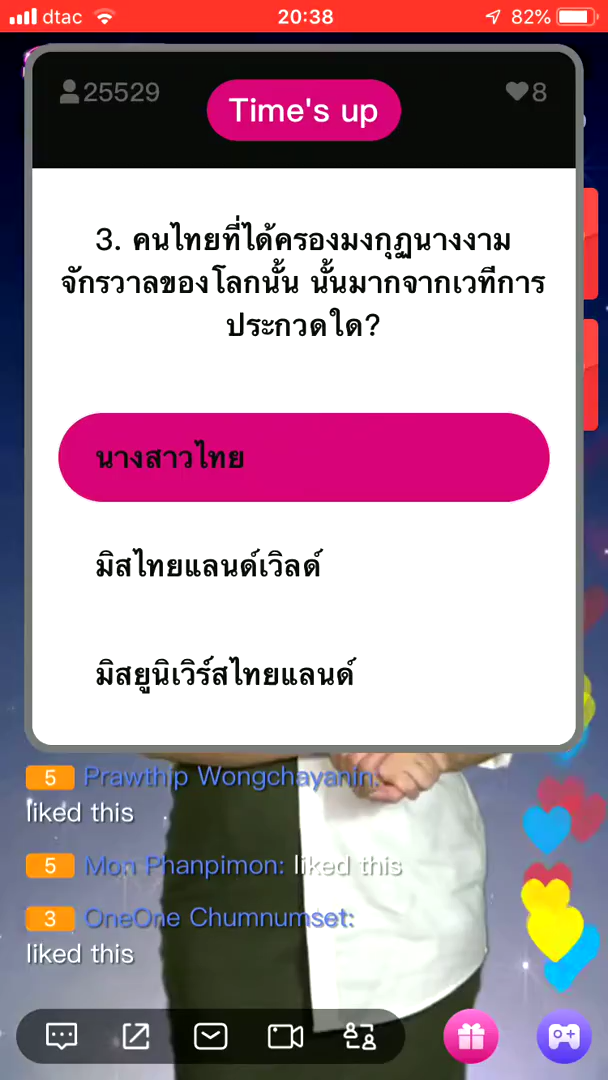 dtac 20:38 82%
25529 Time's up 8
3. คนไทยที่ได้ครองมงกุฏนางงาม
จักรวาลของโลกนั้น นั้นมากจากเวทีการ
ประกวดใด?
นางสาวไทย
มิสไทยแลนด์เวิลด์
มิสยูนิเวิร์สไทยแลนด์
5 Prawthip Wongchayanin:
liked this
5 Mon Phanpimon: liked this
3 OneOne Chumnumset:
liked this